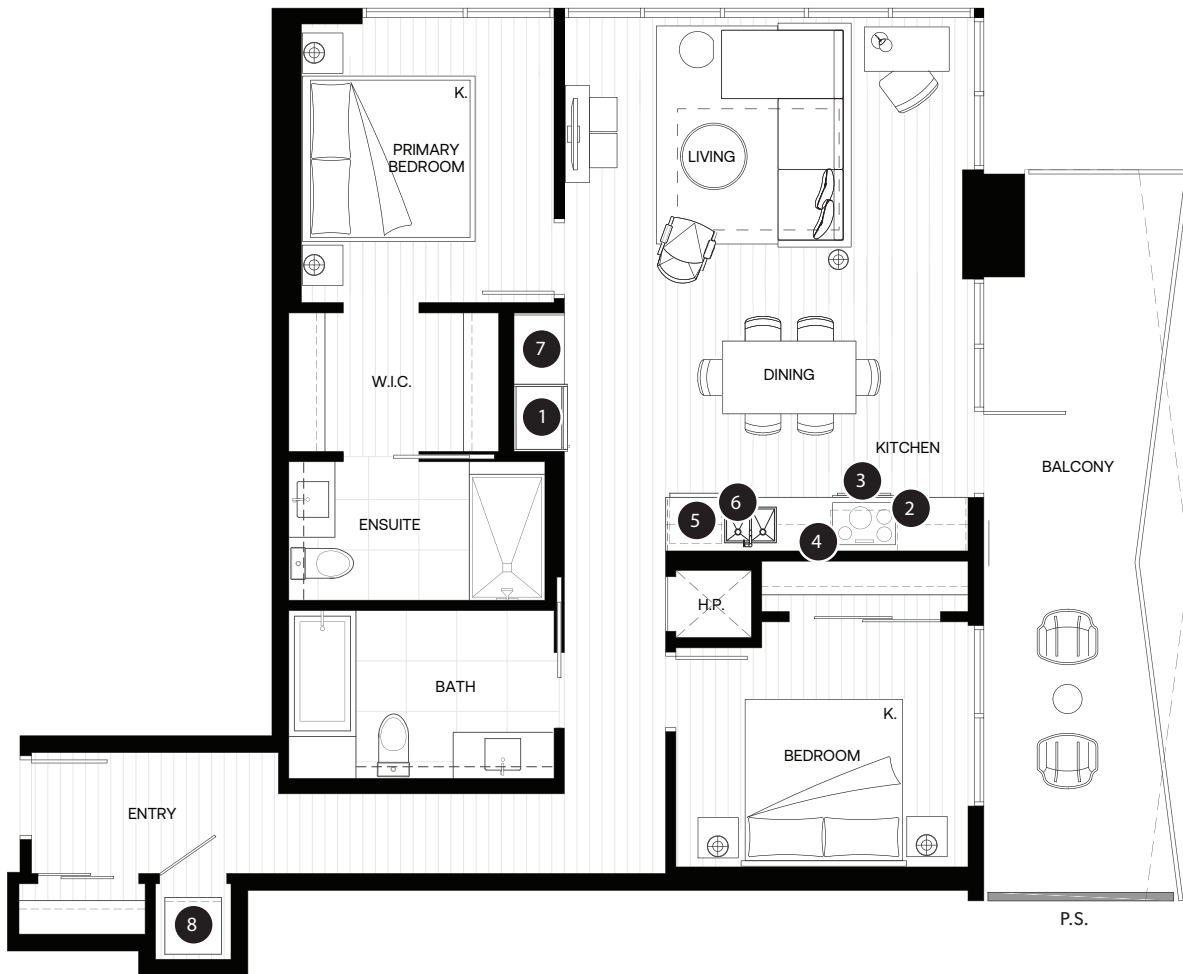 K.
PRIMARY
BEDROOM
LIVING
7
W.I.C.
DINING
1
KITCHEN
BALCONY
3
6
2
5
ENSUITE
4
H.P.
BATH
K.
BEDROOM
ENTRY
8
P.S.